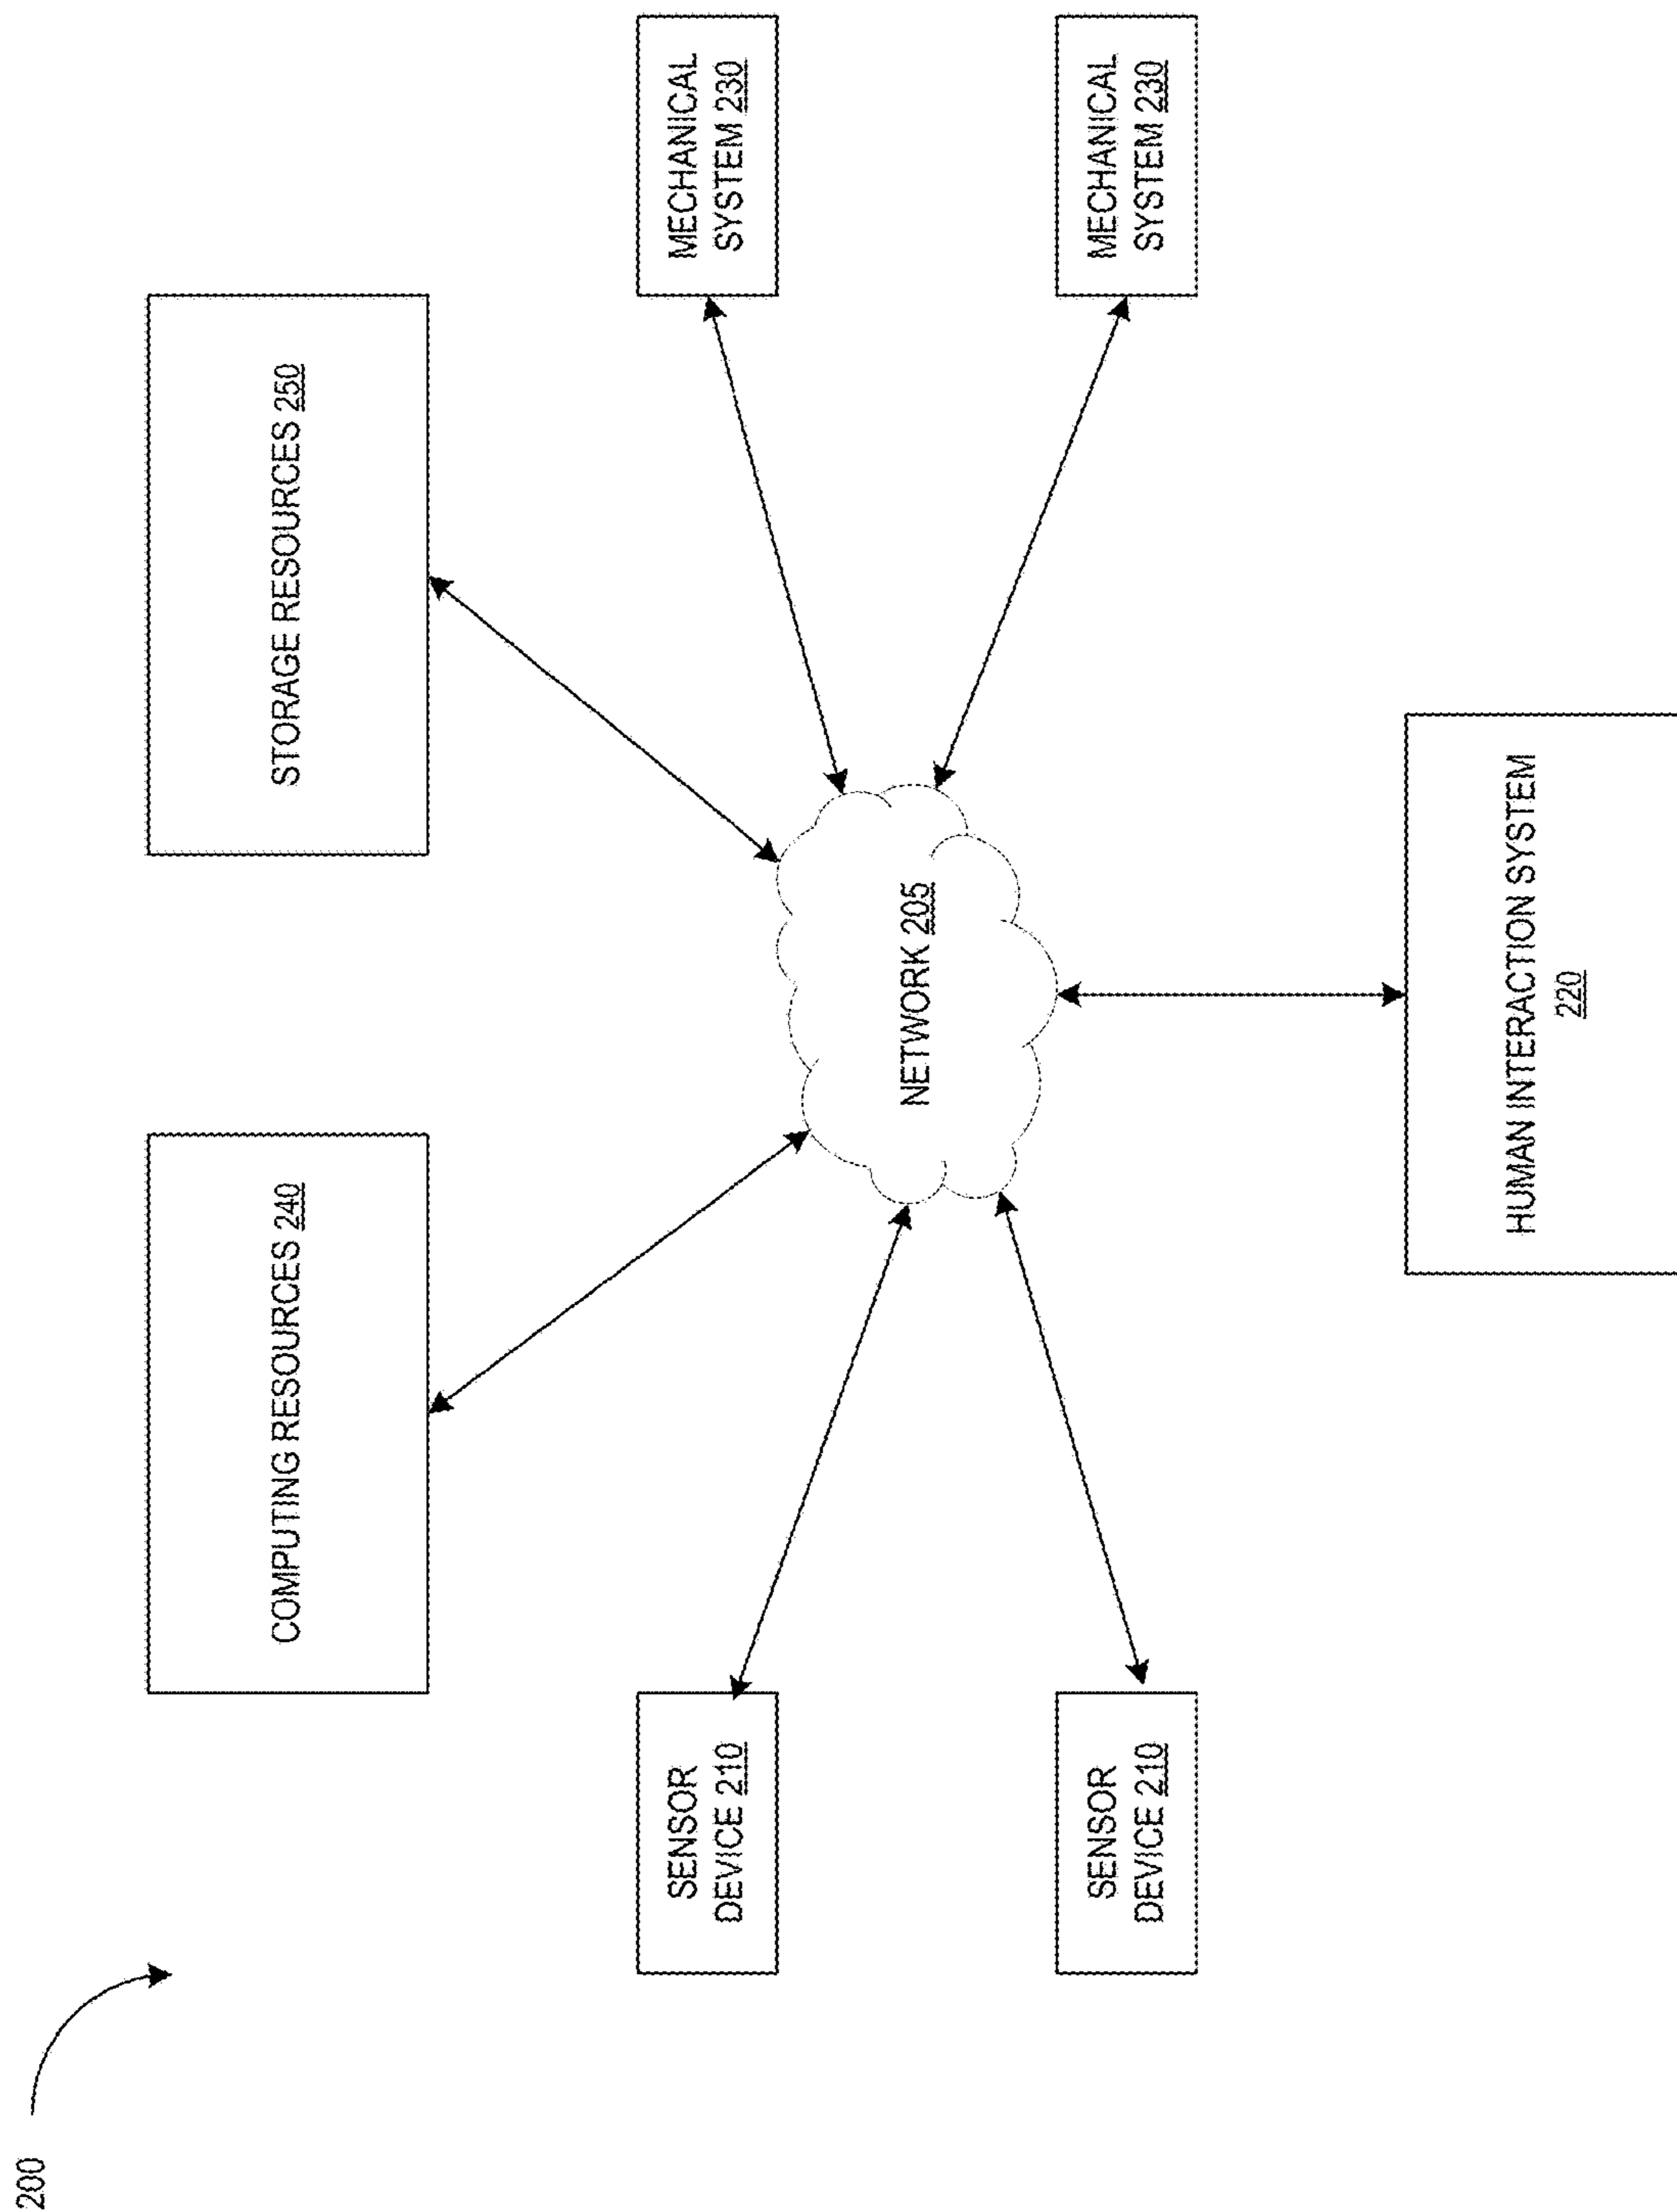 200
COMPUTING RESOURCES 240
STORAGE RESOURCES 250
SENSOR
DEVICE 210
MECHANICAL
SYSTEM 230
NETWORK 205
SENSOR
DEVICE 210
MECHANICAL
SYSTEM 230
HUMAN INTERACTION SYSTEM
220